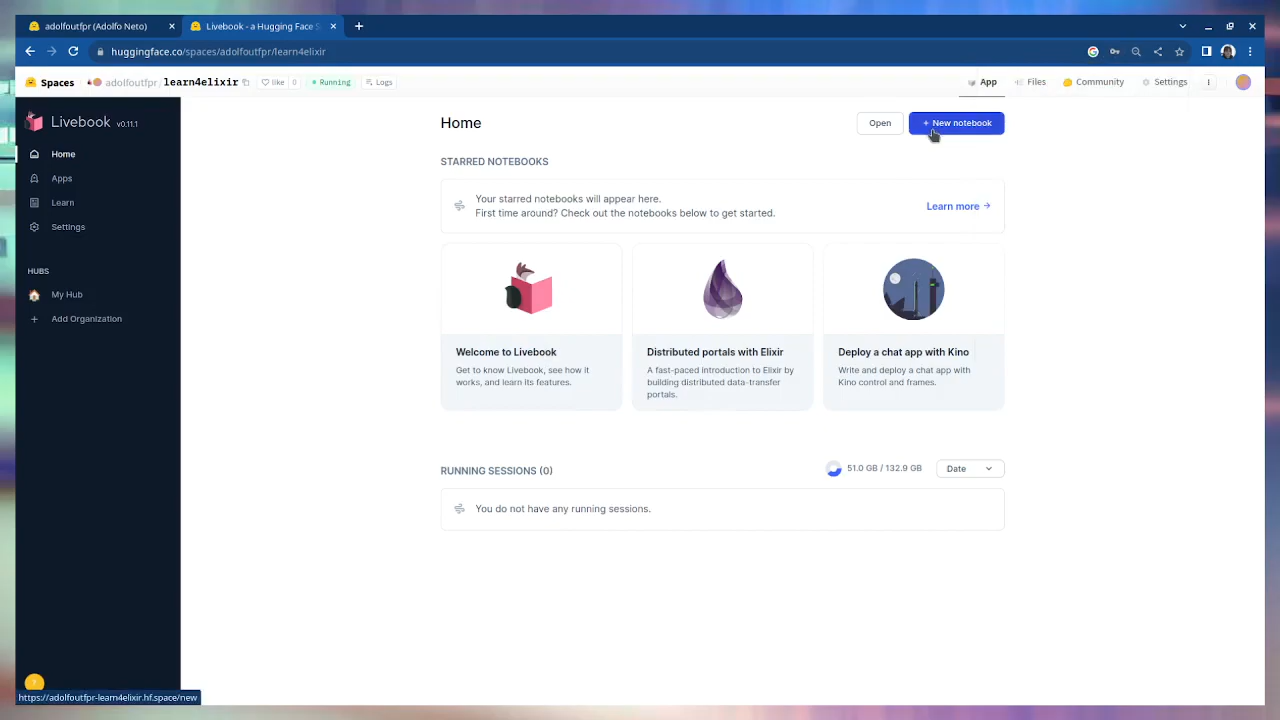 adolfoutfpr (Adolfo Neto)
Livebook - a Hugging Face S
huggingface.co/spaces/adolfoutfpr/learn4elixir
Spaces
adolfoutfpr/
learn4elixir
like 0
Running
Logs
App
Files
Community
Settings
Livebook v0.11.1
Home
Apps
Learn
Settings
HUBS
My Hub
+ Add Organization
Home
Open
+ New notebook
STARRED NOTEBOOKS
Your starred notebooks will appear here.
First time around? Check out the notebooks below to get started.
Learn more →
Welcome to Livebook
Get to know Livebook, see how it
works, and learn its features.
Distributed portals with Elixir
A fast-paced introduction to Elixir by
building distributed data-transfer
portals.
Deploy a chat app with Kino
Write and deploy a chat app with
Kino control and frames.
RUNNING SESSIONS (0)
51.0 GB / 132.9 GB
Date
You do not have any running sessions.
?
https://adolfoutfpr-learn4elixir.hf.space/new